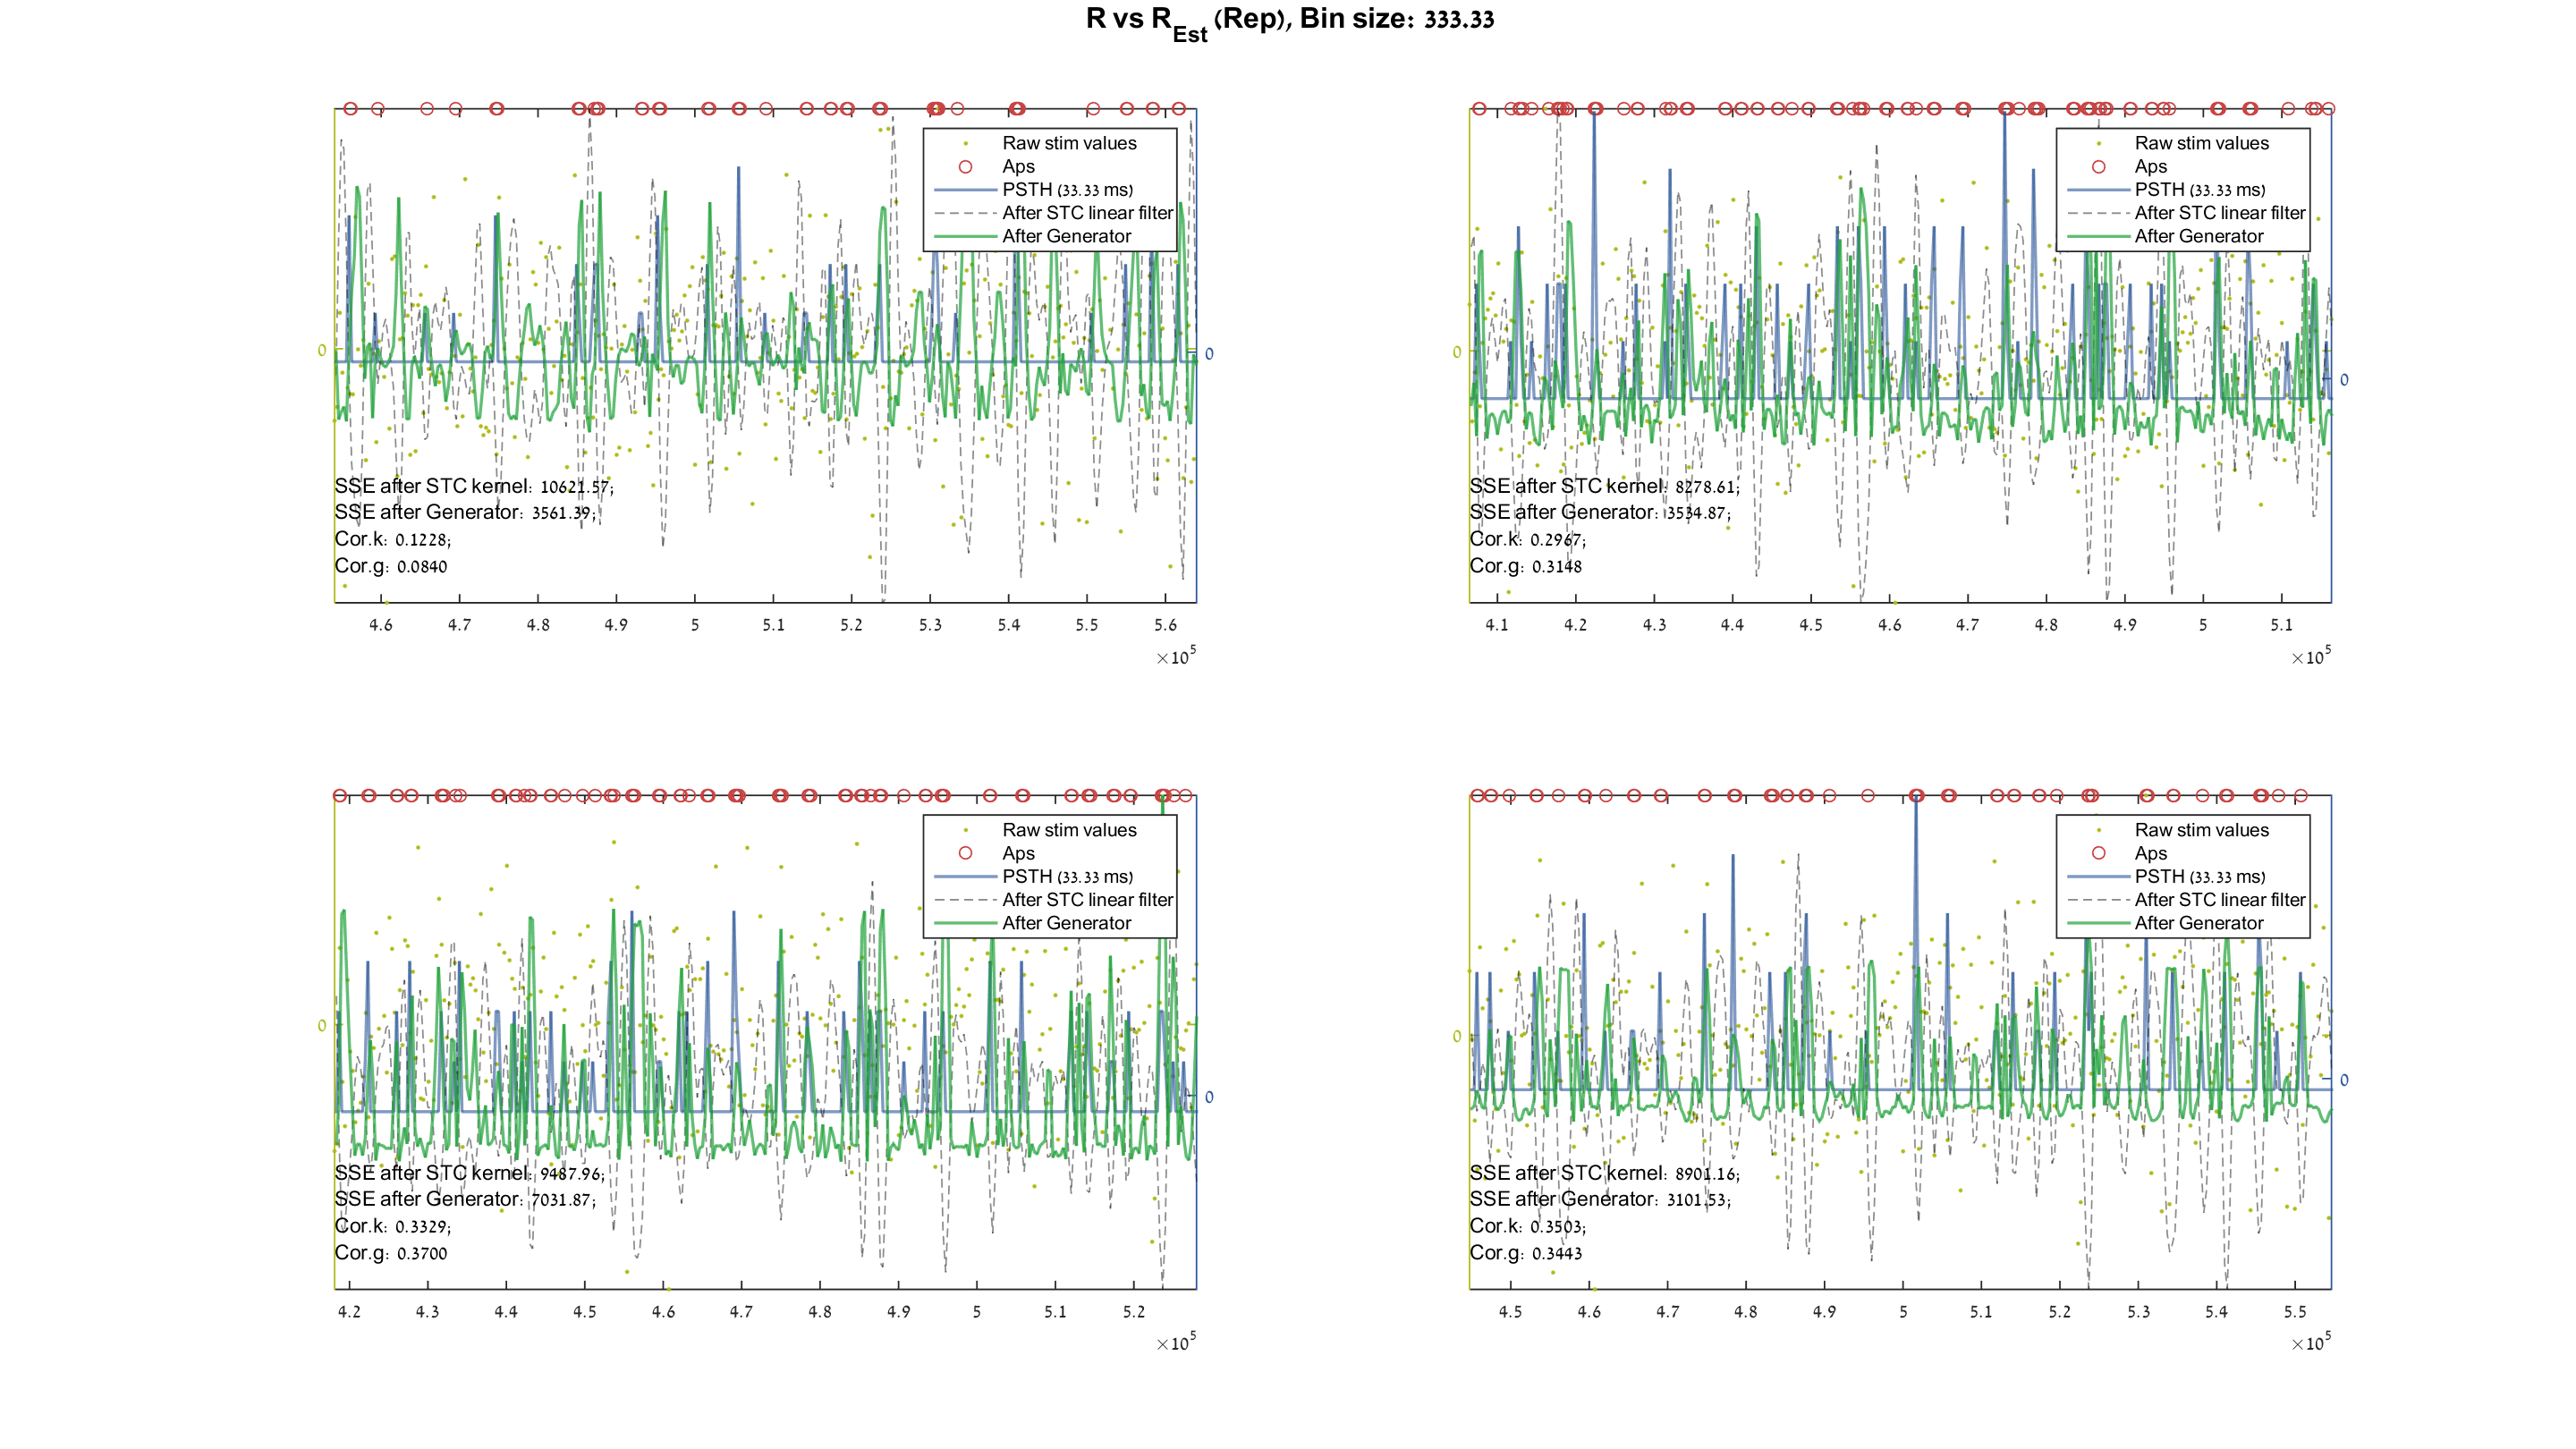 R vs R_Est (Rep), Bin size: 333.33
Raw stim values
Aps
PSTH (33.33 ms)
After STC linear filter
After Generator
0
0
SSE after STC kernel: 10621.57;
SSE after Generator: 3561.39;
Cor.k: 0.1228;
Cor.g: 0.0840
4.6 4.7 4.8 4.9 5 5.1 5.2 5.3 5.4 5.5 5.6
×10^5
Raw stim values
Aps
PSTH (33.33 ms)
After STC linear filter
After Generator
0
0
SSE after STC kernel: 8278.61;
SSE after Generator: 3534.87;
Cor.k: 0.2967;
Cor.g: 0.3148
4.1 4.2 4.3 4.4 4.5 4.6 4.7 4.8 4.9 5 5.1
×10^5
Raw stim values
Aps
PSTH (33.33 ms)
After STC linear filter
After Generator
0
0
SSE after STC kernel: 9487.96;
SSE after Generator: 7031.87;
Cor.k: 0.3329;
Cor.g: 0.3700
4.2 4.3 4.4 4.5 4.6 4.7 4.8 4.9 5 5.1 5.2
×10^5
Raw stim values
Aps
PSTH (33.33 ms)
After STC linear filter
After Generator
0
0
SSE after STC kernel: 8901.16;
SSE after Generator: 3101.53;
Cor.k: 0.3503;
Cor.g: 0.3443
4.5 4.6 4.7 4.8 4.9 5 5.1 5.2 5.3 5.4 5.5
×10^5